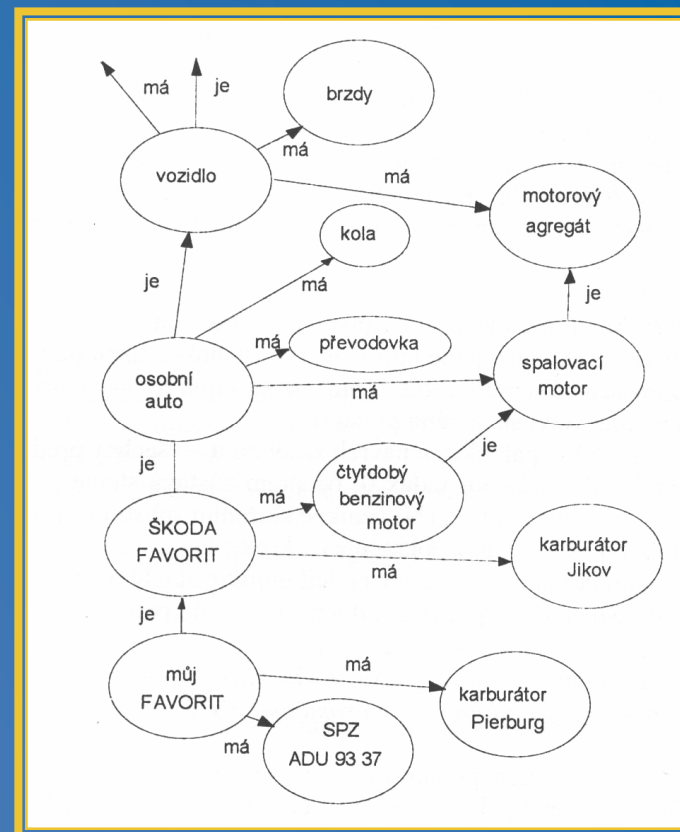 má
je
brzdy
má
vozidlo
má
motorový
agregát
kola
je
má
je
má
převodovka
spalovací
motor
osobní
auto
má
je
je
čtyřdobý
benzinový
motor
má
ŠKODA
FAVORIT
karburátor
Jikov
má
je
můj
FAVORIT
má
karburátor
Pierburg
má
SPZ
ADU 93 37